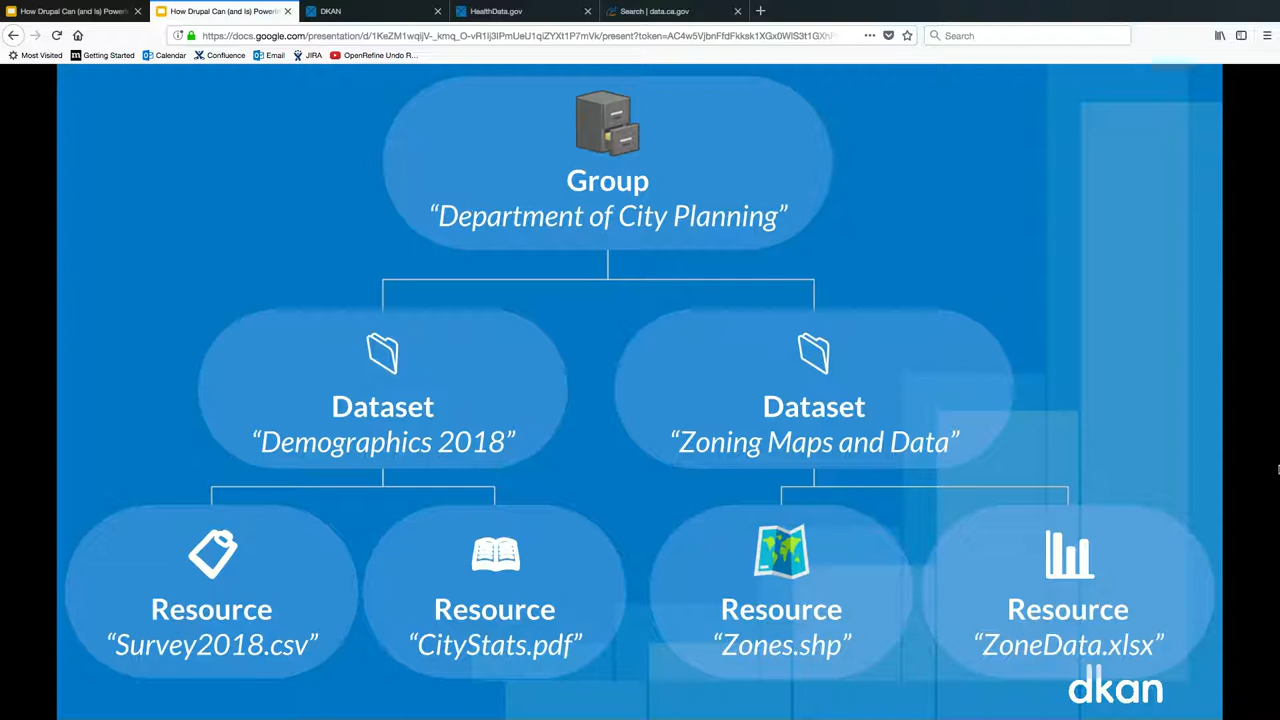 How Drupal Can (and Is) Poweri
How Drupal Can (and Is) Poweri
DKAN
HealthData.gov
Search | data.ca.gov
Search
Most Visited
Getting Started
Calendar
Confluence
Email
JIRA
OpenRefine Undo R...
Group
“Department of City Planning”
Dataset
“Demographics 2018”
Dataset
“Zoning Maps and Data”
Resource
“Survey2018.csv”
Resource
“CityStats.pdf”
Resource
“Zones.shp”
Resource
“ZoneData.xlsx”
dkan